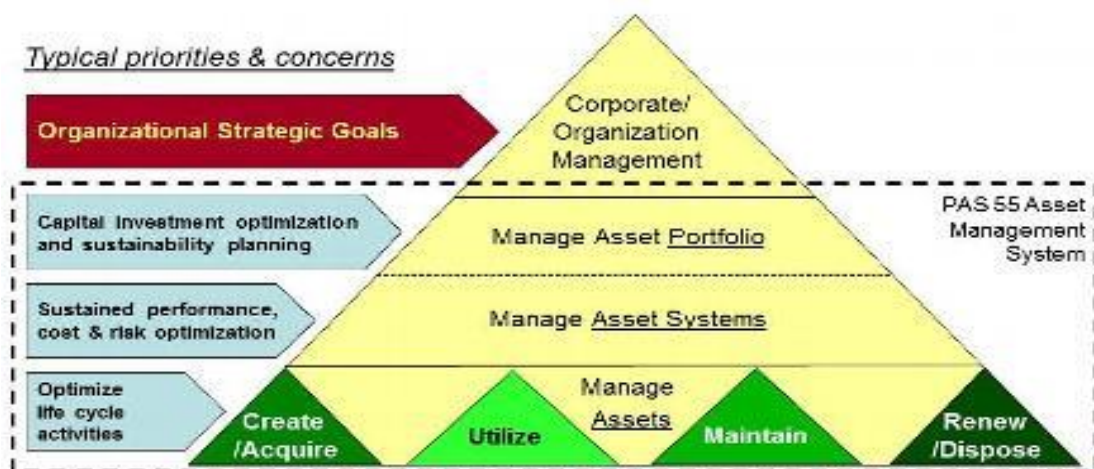 Typical priorities & concerns
Organizational Strategic Goals
Corporate/
Organization
Management
Capital investment optimization
and sustainability planning
Manage Asset Portfolio
PAS 55 Asset
Management
System
Sustained performance,
cost & risk optimization
Manage Asset Systems
Optimize
life cycle
activities
Create
/Acquire
Utilize
Manage
Assets
Maintain
Renew
/Dispose